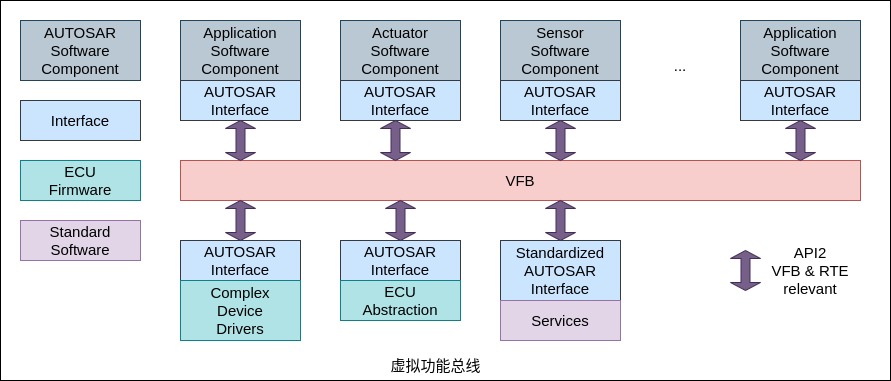 AUTOSAR
Software
Component
Application
Software
Component
Actuator
Software
Component
Sensor
Software
Component
...
Application
Software
Component
AUTOSAR
Interface
AUTOSAR
Interface
AUTOSAR
Interface
AUTOSAR
Interface
Interface
ECU
Firmware
VFB
Standard
Software
AUTOSAR
Interface
AUTOSAR
Interface
Standardized
AUTOSAR
Interface
API2
VFB & RTE
relevant
Complex
Device
Drivers
ECU
Abstraction
Services
虚拟功能总线